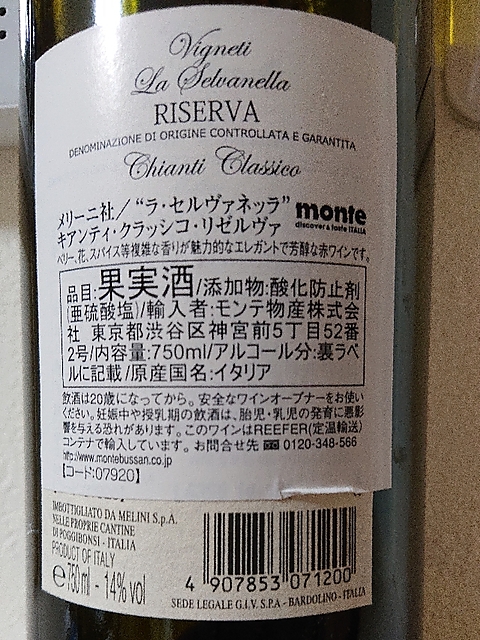 Vigneti
La Selvanella
RISERVA
DENOMINAZIONE DI ORIGINE CONTROLLATA E GARANTITA
Chianti Classico
メリーニ社／“ラ・セルヴァネッラ”
キアンティ・クラッシコ・リゼルヴァ
monte
discover & taste ITALIA
ベリー、花、スパイス等複雑な香りが魅力的なエレガントで芳醇な赤ワインです。
品目:果実酒/添加物:酸化防止剤
(亜硫酸塩)/輸入者:モンテ物産株式会
社 東京都渋谷区神宮前5丁目52番
2号/内容量:750ml/アルコール分:裏ラベ
ルに記載/原産国名:イタリア
飲酒は20歳になってから。安全なワインオープナーをお使い
ください。妊娠中や授乳期の飲酒は、胎児・乳児の発育に悪影
響を与える恐れがあります。このワインはREEFER(定温輸送)
コンテナで輸入しています。お問合せ先 ☎ 0120-348-566
http://www.montebussan.co.jp
【コード:07920】
IMBOTTIGLIATO DA MELINI S.p.A.
NELLE PROPRIE CANTINE
DI POGGIBONSI - ITALIA
PRODUCT OF ITALY
e 750 ml - 14% vol
4 907853 071200
SEDE LEGALE G.I.V. S.P.A - BARDOLINO - ITALIA